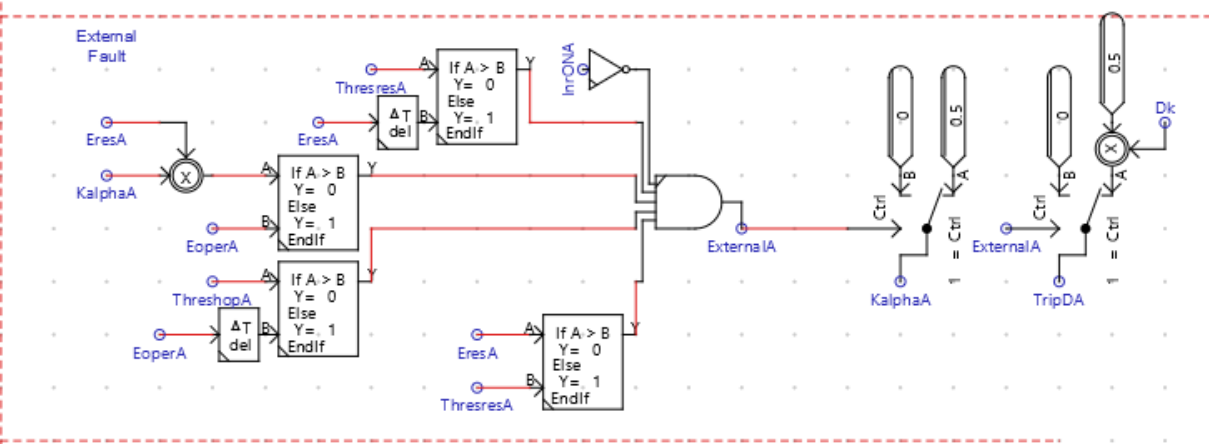 External
Fault
EresA
KalphaA
X
ThresresA
EresA
ΔT
del
A
B
If A > B
Y= 0
Else
Y= 1
EndIf
Y
EoperA
A
B
If A > B
Y= 0
Else
Y= 1
EndIf
Y
ThreshopA
EoperA
ΔT
del
A
B
If A > B
Y= 0
Else
Y= 1
EndIf
Y
EresA
ThresresA
A
B
If A > B
Y= 0
Else
Y= 1
EndIf
Y
InrONA
ExternalA
0
0.5
B
A
Ctrl
1 = Ctrl
KalphaA
ExternalA
0
0.5
X
Dk
B
A
Ctrl
1 = Ctrl
TripDA